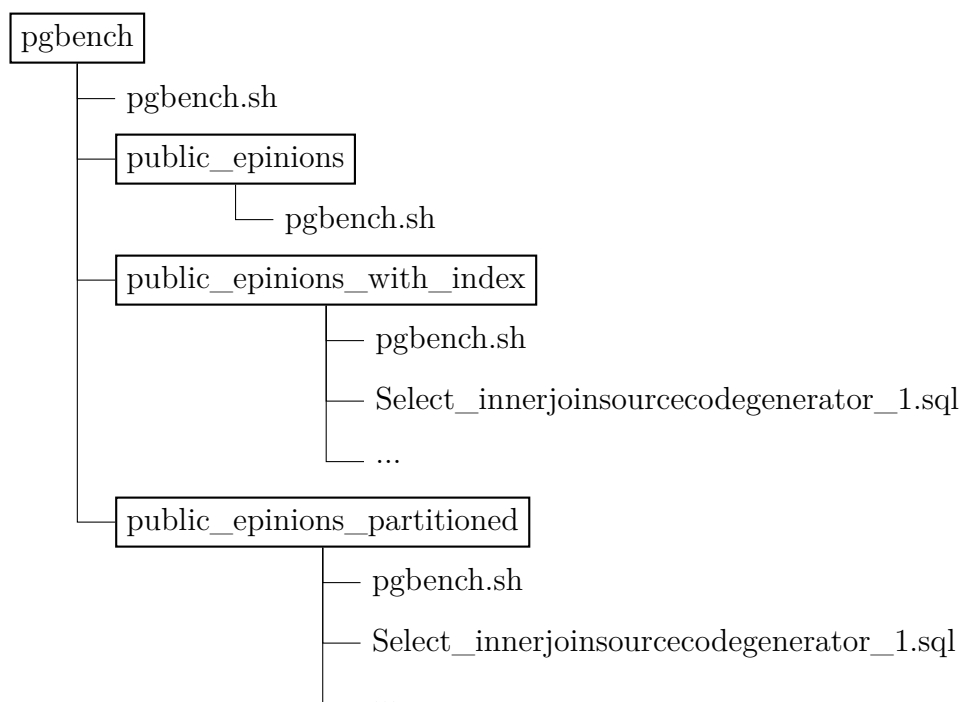 pgbench
pgbench.sh
public_epinions
pgbench.sh
public_epinions_with_index
pgbench.sh
Select_innerjoinsourcecodegenerator_1.sql
...
public_epinions_partitioned
pgbench.sh
Select_innerjoinsourcecodegenerator_1.sql